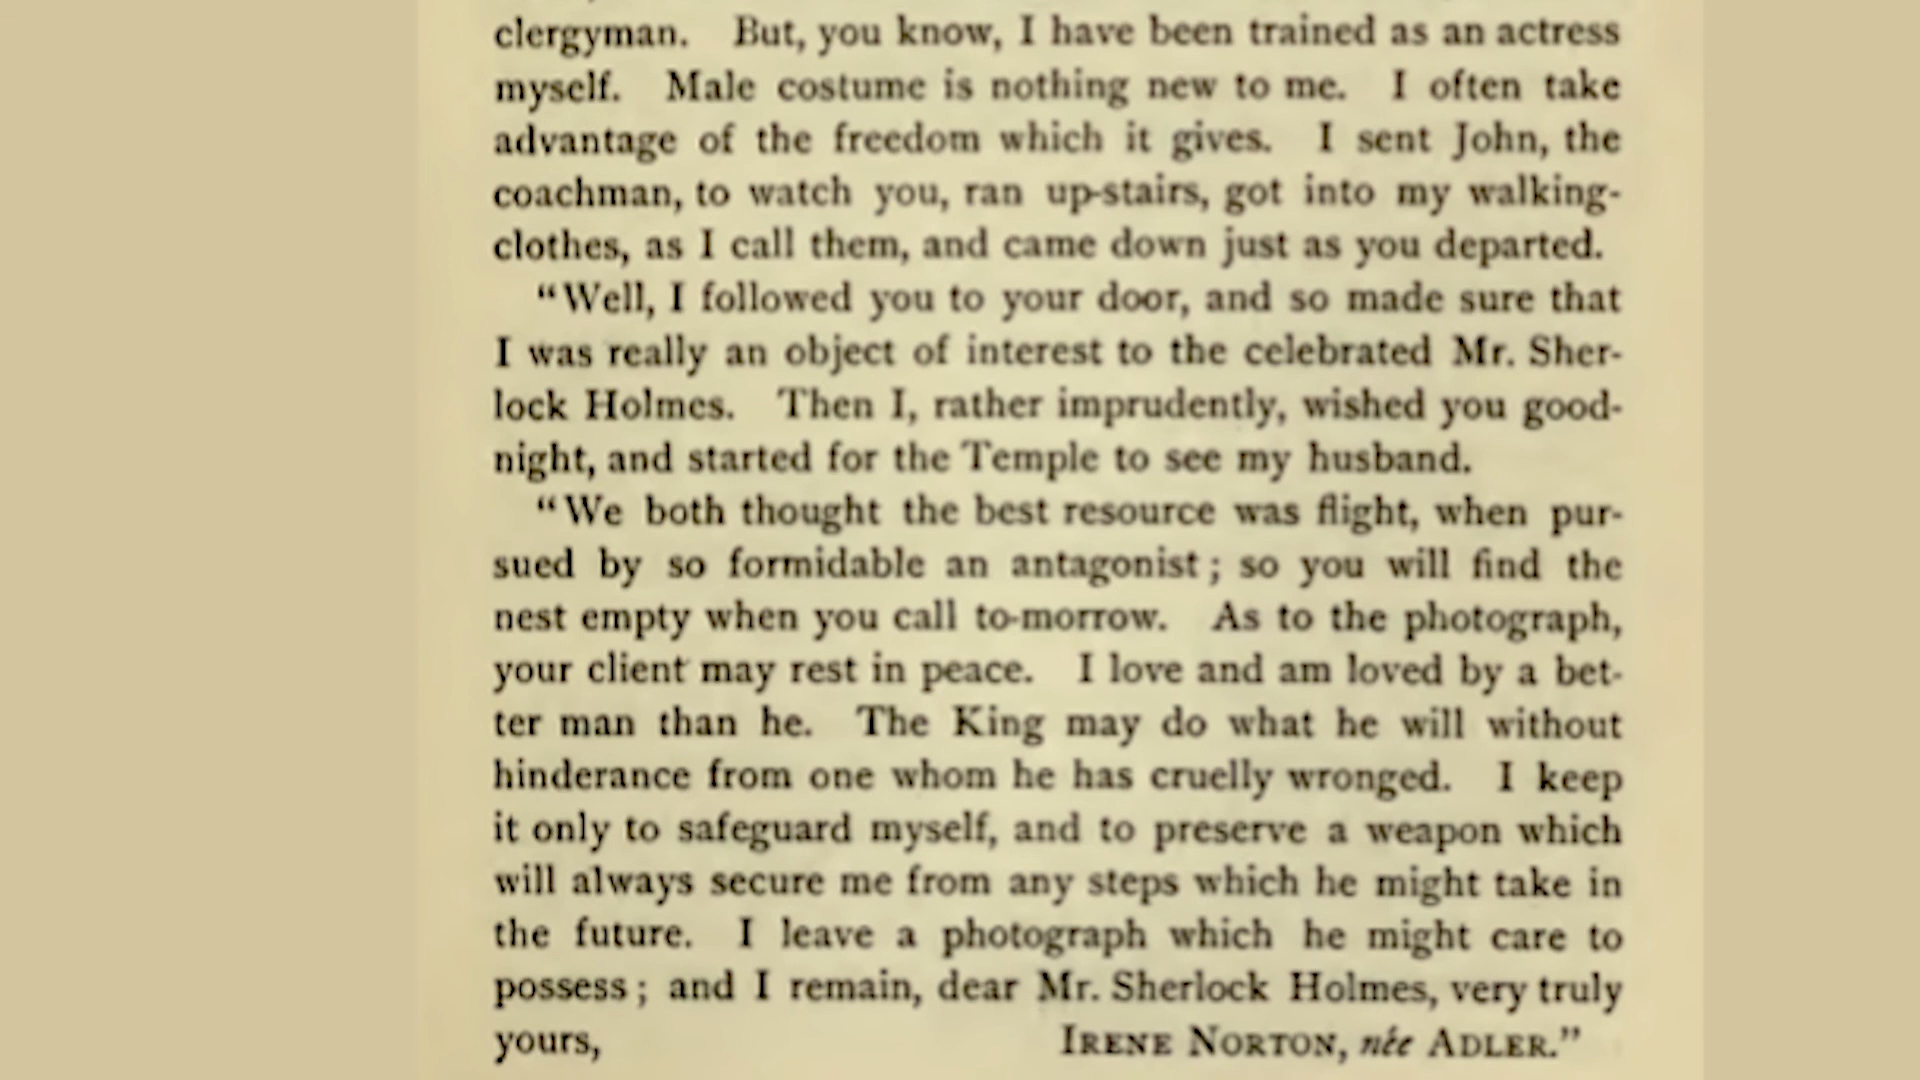 clergyman. But, you know, I have been trained as an actress
myself. Male costume is nothing new to me. I often take
advantage of the freedom which it gives. I sent John, the
coachman, to watch you, ran up-stairs, got into my walking-
clothes, as I call them, and came down just as you departed.
“Well, I followed you to your door, and so made sure that
I was really an object of interest to the celebrated Mr. Sher-
lock Holmes. Then I, rather imprudently, wished you good-
night, and started for the Temple to see my husband.
“We both thought the best resource was flight, when pur-
sued by so formidable an antagonist; so you will find the
nest empty when you call to-morrow. As to the photograph,
your client may rest in peace. I love and am loved by a bet-
ter man than he. The King may do what he will without
hinderance from one whom he has cruelly wronged. I keep
it only to safeguard myself, and to preserve a weapon which
will always secure me from any steps which he might take in
the future. I leave a photograph which he might care to
possess; and I remain, dear Mr. Sherlock Holmes, very truly
yours, IRENE NORTON, née ADLER.”